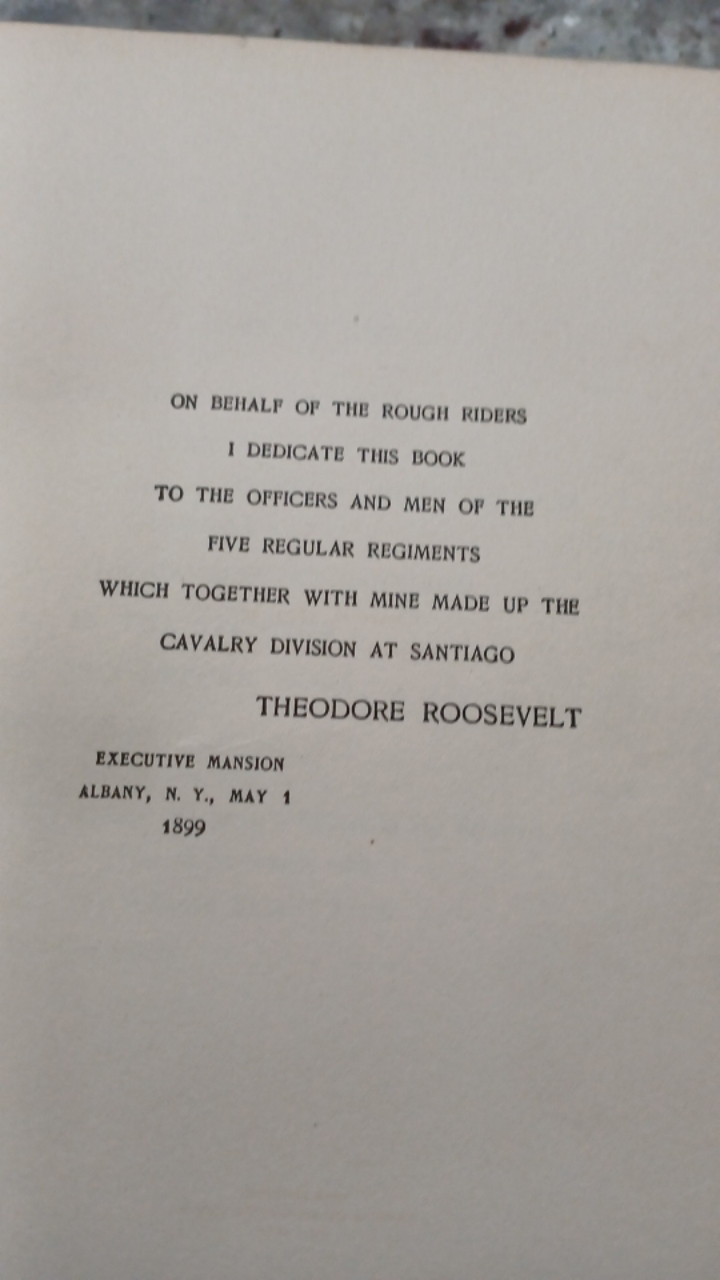 ON BEHALF OF THE ROUGH RIDERS
I DEDICATE THIS BOOK
TO THE OFFICERS AND MEN OF THE
FIVE REGULAR REGIMENTS
WHICH TOGETHER WITH MINE MADE UP THE
CAVALRY DIVISION AT SANTIAGO
THEODORE ROOSEVELT
EXECUTIVE MANSION
ALBANY, N. Y., MAY 1
1899